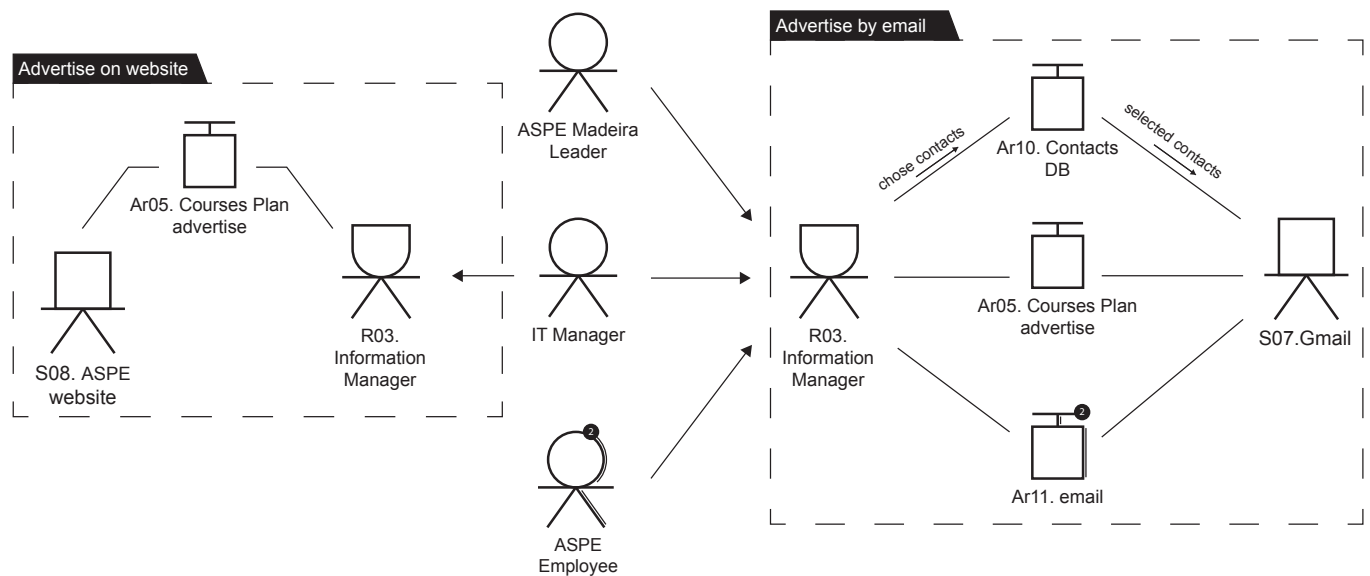 Advertise on website
Ar05. Courses Plan
advertise
S08. ASPE
website
R03.
Information
Manager
ASPE Madeira
Leader
IT Manager
2
ASPE
Employee
Advertise by email
chose contacts
Ar10. Contacts
DB
selected contacts
R03.
Information
Manager
Ar05. Courses Plan
advertise
S07.Gmail
2
Ar11. email